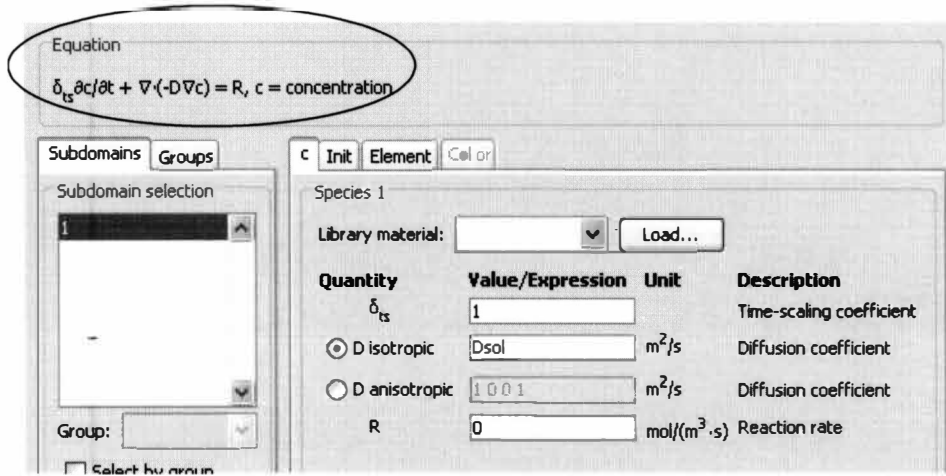 Equation
δts∂c/∂t + ∇·(-D∇c) = R, c = concentration
Subdomains Groups c Init Element Color
Subdomain selection Species 1
1
Library material: Load...
Quantity Value/Expression Unit Description
δts 1 Time-scaling coefficient
D isotropic Dsol m²/s Diffusion coefficient
D anisotropic 1 0 0 1 m²/s Diffusion coefficient
Group: R 0 mol/(m³·s) Reaction rate
Select by group